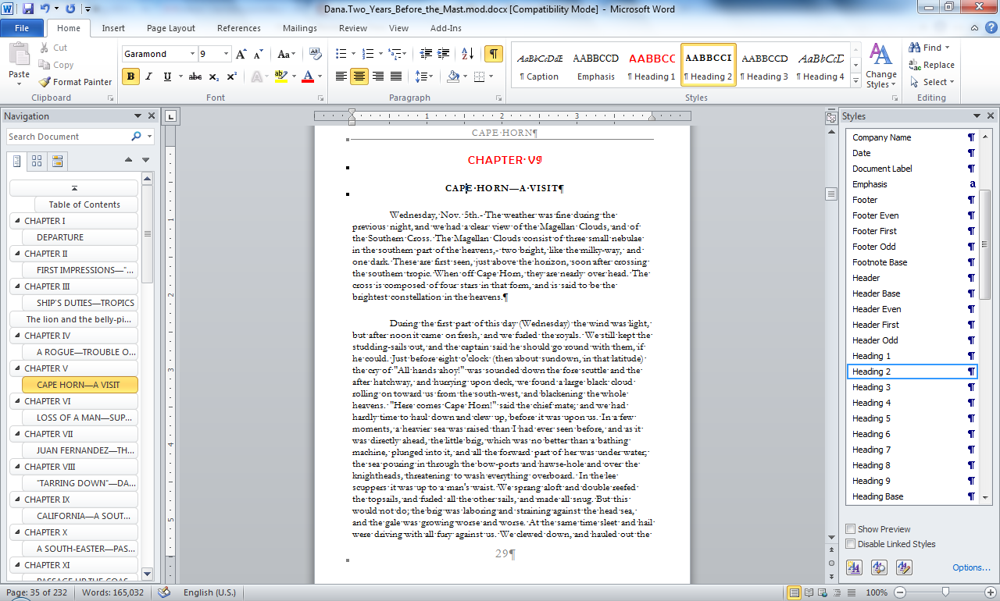 Dana.Two_Years_Before_the_Mast.mod.docx [Compatibility Mode] - Microsoft Word
File Home Insert Page Layout References Mailings Review View Add-Ins
Paste
Cut
Copy
Format Painter
Clipboard
Garamond 9
Font
Paragraph
AaBbCcDdE AABBCCD AABBCC AABBCCI AABBCCD AaBbCcL
¶ Caption Emphasis ¶ Heading 1 ¶ Heading 2 ¶ Heading 3 ¶ Heading 4
Change Styles
Styles
Find
Replace
Select
Editing
Navigation
Search Document
Table of Contents
CHAPTER I
DEPARTURE
CHAPTER II
FIRST IMPRESSIONS—"...
CHAPTER III
SHIP'S DUTIES—TROPICS
The lion and the belly-pi...
CHAPTER IV
A ROGUE—TROUBLE O...
CHAPTER V
CAPE HORN—A VISIT
CHAPTER VI
LOSS OF A MAN—SUP...
CHAPTER VII
JUAN FERNANDEZ—TH...
CHAPTER VIII
"TARRING DOWN"—DA...
CHAPTER IX
CALIFORNIA—A SOUT...
CHAPTER X
A SOUTH-EASTER—PAS...
CHAPTER XI
PASSAGE UP THE COAS...
1 2 3
1
2
3
4
5
CAPE·HORN¶
CHAPTER·V¶
CAPE·HORN—A·VISIT¶
Wednesday, Nov. 5th.- The weather was fine during the
previous night, and we had a clear view of the Magellan Clouds, and of
the Southern Cross. The Magellan Clouds consist of three small nebulae
in the southern part of the heavens,- two bright, like the milky-way, and
one dark. These are first seen, just above the horizon, soon after crossing
the southern tropic. When off Cape Horn, they are nearly over head. The
cross is composed of four stars in that form, and is said to be the
brightest constellation in the heavens.¶
During the first part of this day (Wednesday) the wind was light,
but after noon it came on fresh, and we furled the royals. We still kept the
studding-sails out, and the captain said he should go round with them, if
he could. Just before eight o'clock (then about sundown, in that latitude)
the cry of "All hands ahoy!" was sounded down the fore scuttle and the
after hatchway, and hurrying upon deck, we found a large black cloud
rolling on toward us from the south-west, and blackening the whole
heavens. "Here comes Cape Horn!" said the chief mate; and we had
hardly time to haul down and clew up, before it was upon us. In a few
moments, a heavier sea was raised than I had ever seen before, and as it
was directly ahead, the little brig, which was no better than a bathing
machine, plunged into it, and all the forward part of her was under water;
the sea pouring in through the bow-ports and hawse-hole and over the
knightheads, threatening to wash everything overboard. In the lee
scuppers it was up to a man's waist. We sprang aloft and double reefed
the topsails, and furled all the other sails, and made all snug. But this
would not do; the brig was laboring and straining against the head sea,
and the gale was growing worse and worse. At the same time sleet and hail
were driving with all fury against us. We clewed down, and hauled out the
29¶
Styles
Company Name ¶
Date ¶
Document Label ¶
Emphasis a
Footer ¶
Footer Even ¶
Footer First ¶
Footer Odd ¶
Footnote Base ¶
Header ¶
Header Base ¶
Header Even ¶
Header First ¶
Header Odd ¶
Heading 1 ¶
Heading 2 ¶
Heading 3 ¶
Heading 4 ¶
Heading 5 ¶
Heading 6 ¶
Heading 7 ¶
Heading 8 ¶
Heading 9 ¶
Heading Base ¶
Show Preview
Disable Linked Styles
Options...
Page: 35 of 232 Words: 165,032 English (U.S.) 100%